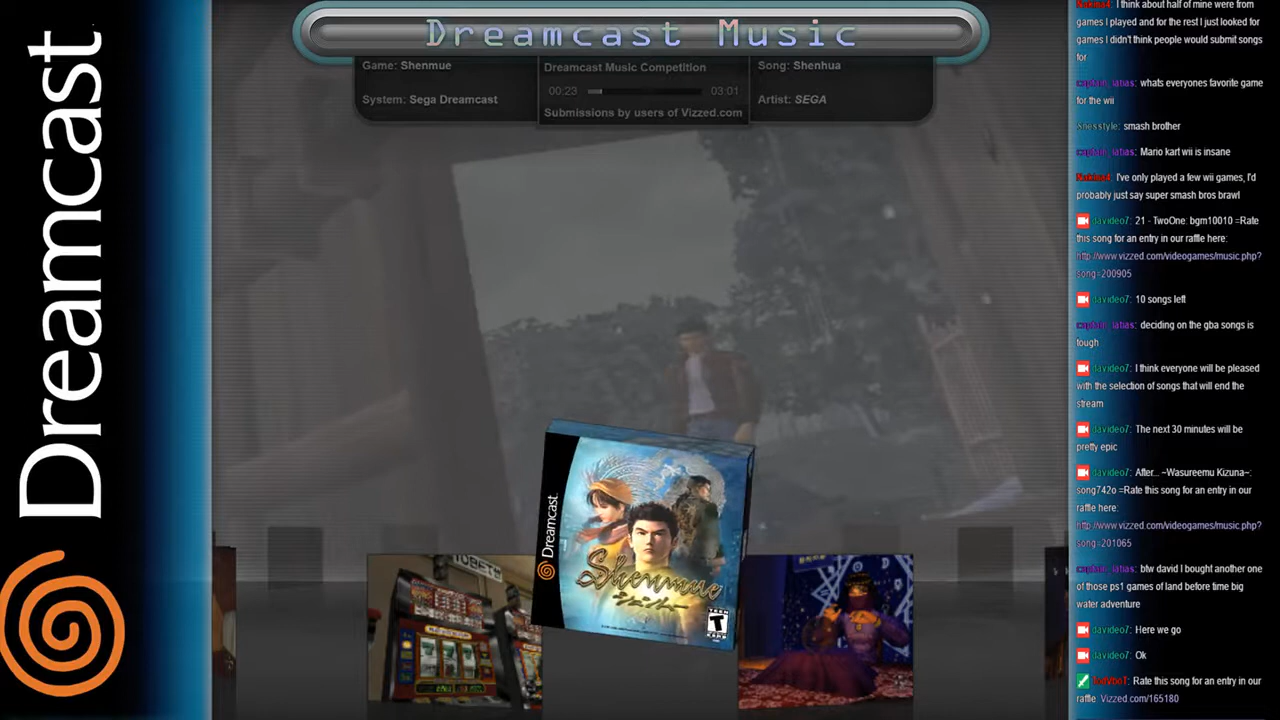 Dreamcast
Dreamcast Music
Game: Shenmue
System: Sega Dreamcast
Dreamcast Music Competition
00:23 03:01
Submissions by users of Vizzed.com
Song: Shenhua
Artist: SEGA
Dreamcast
Shenmue
シェンムー
TEEN
T
I think about half of mine were from
games I played and for the rest I just looked for
games I didn't think people would submit songs
for
captain_latias: whats everyones favorite game
for the wii
smash brother
captain_latias: Mario kart wii is insane
I've only played a few wii games, I'd
probably just say super smash bros brawl
davideo7: 21 - TwoOne: bgm10010 =Rate
this song for an entry in our raffle here:
http://www.vizzed.com/videogames/music.php?
song=200905
davideo7: 10 songs left
captain_latias: deciding on the gba songs is
tough
davideo7: I think everyone will be pleased
with the selection of songs that will end the
stream
davideo7: The next 30 minutes will be
pretty epic
davideo7: After... ~Wasureemu Kizuna~:
song742o =Rate this song for an entry in our
raffle here:
http://www.vizzed.com/videogames/music.php?
song=201065
captain_latias: btw david I bought another one
of those ps1 games of land before time big
water adventure
davideo7: Here we go
davideo7: Ok
Rate this song for an entry in our
raffle Vizzed.com/165180